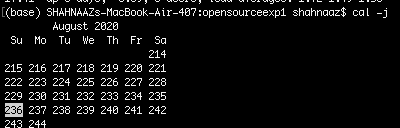 [(base) SHAHNAAZs-MacBook-Air-407:opensourceexp1 shahnaaz$ cal -j
August 2020
Su Mo Tu We Th Fr Sa
214
215 216 217 218 219 220 221
222 223 224 225 226 227 228
229 230 231 232 233 234 235
236 237 238 239 240 241 242
243 244